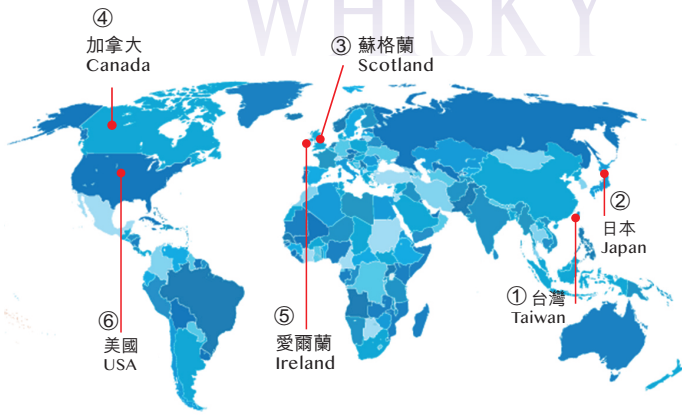 WHISKY
④
加拿大
Canada
③ 蘇格蘭
Scotland
②
日本
Japan
① 台灣
Taiwan
⑥
美國
USA
⑤
愛爾蘭
Ireland